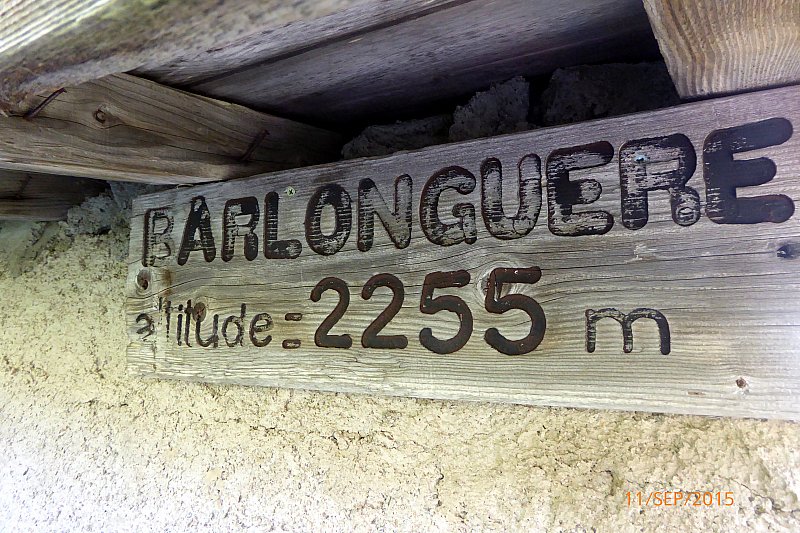 BARLONGUERE
altitude = 2255 m
11/SEP/2015